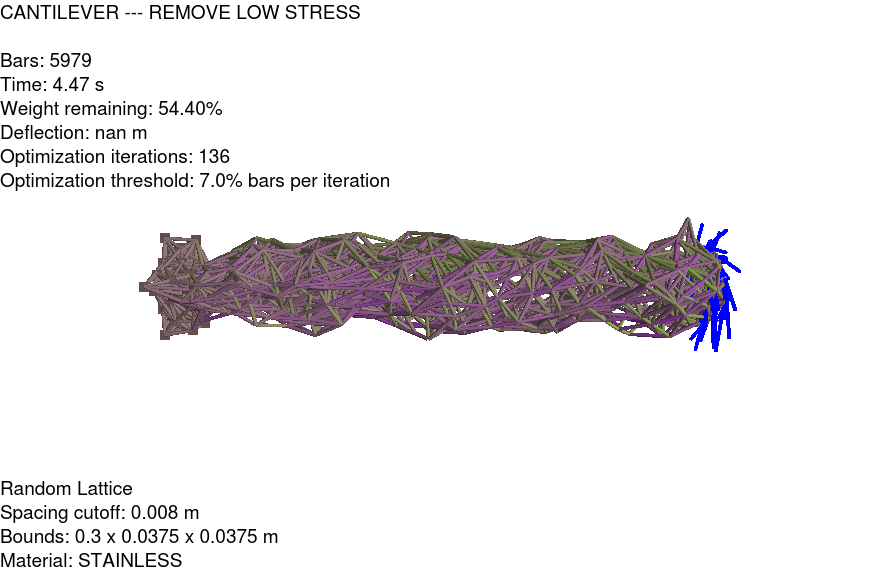 CANTILEVER --- REMOVE LOW STRESS
Bars: 5979
Time: 4.47 s
Weight remaining: 54.40%
Deflection: nan m
Optimization iterations: 136
Optimization threshold: 7.0% bars per iteration
Random Lattice
Spacing cutoff: 0.008 m
Bounds: 0.3 x 0.0375 x 0.0375 m
Material: STAINLESS